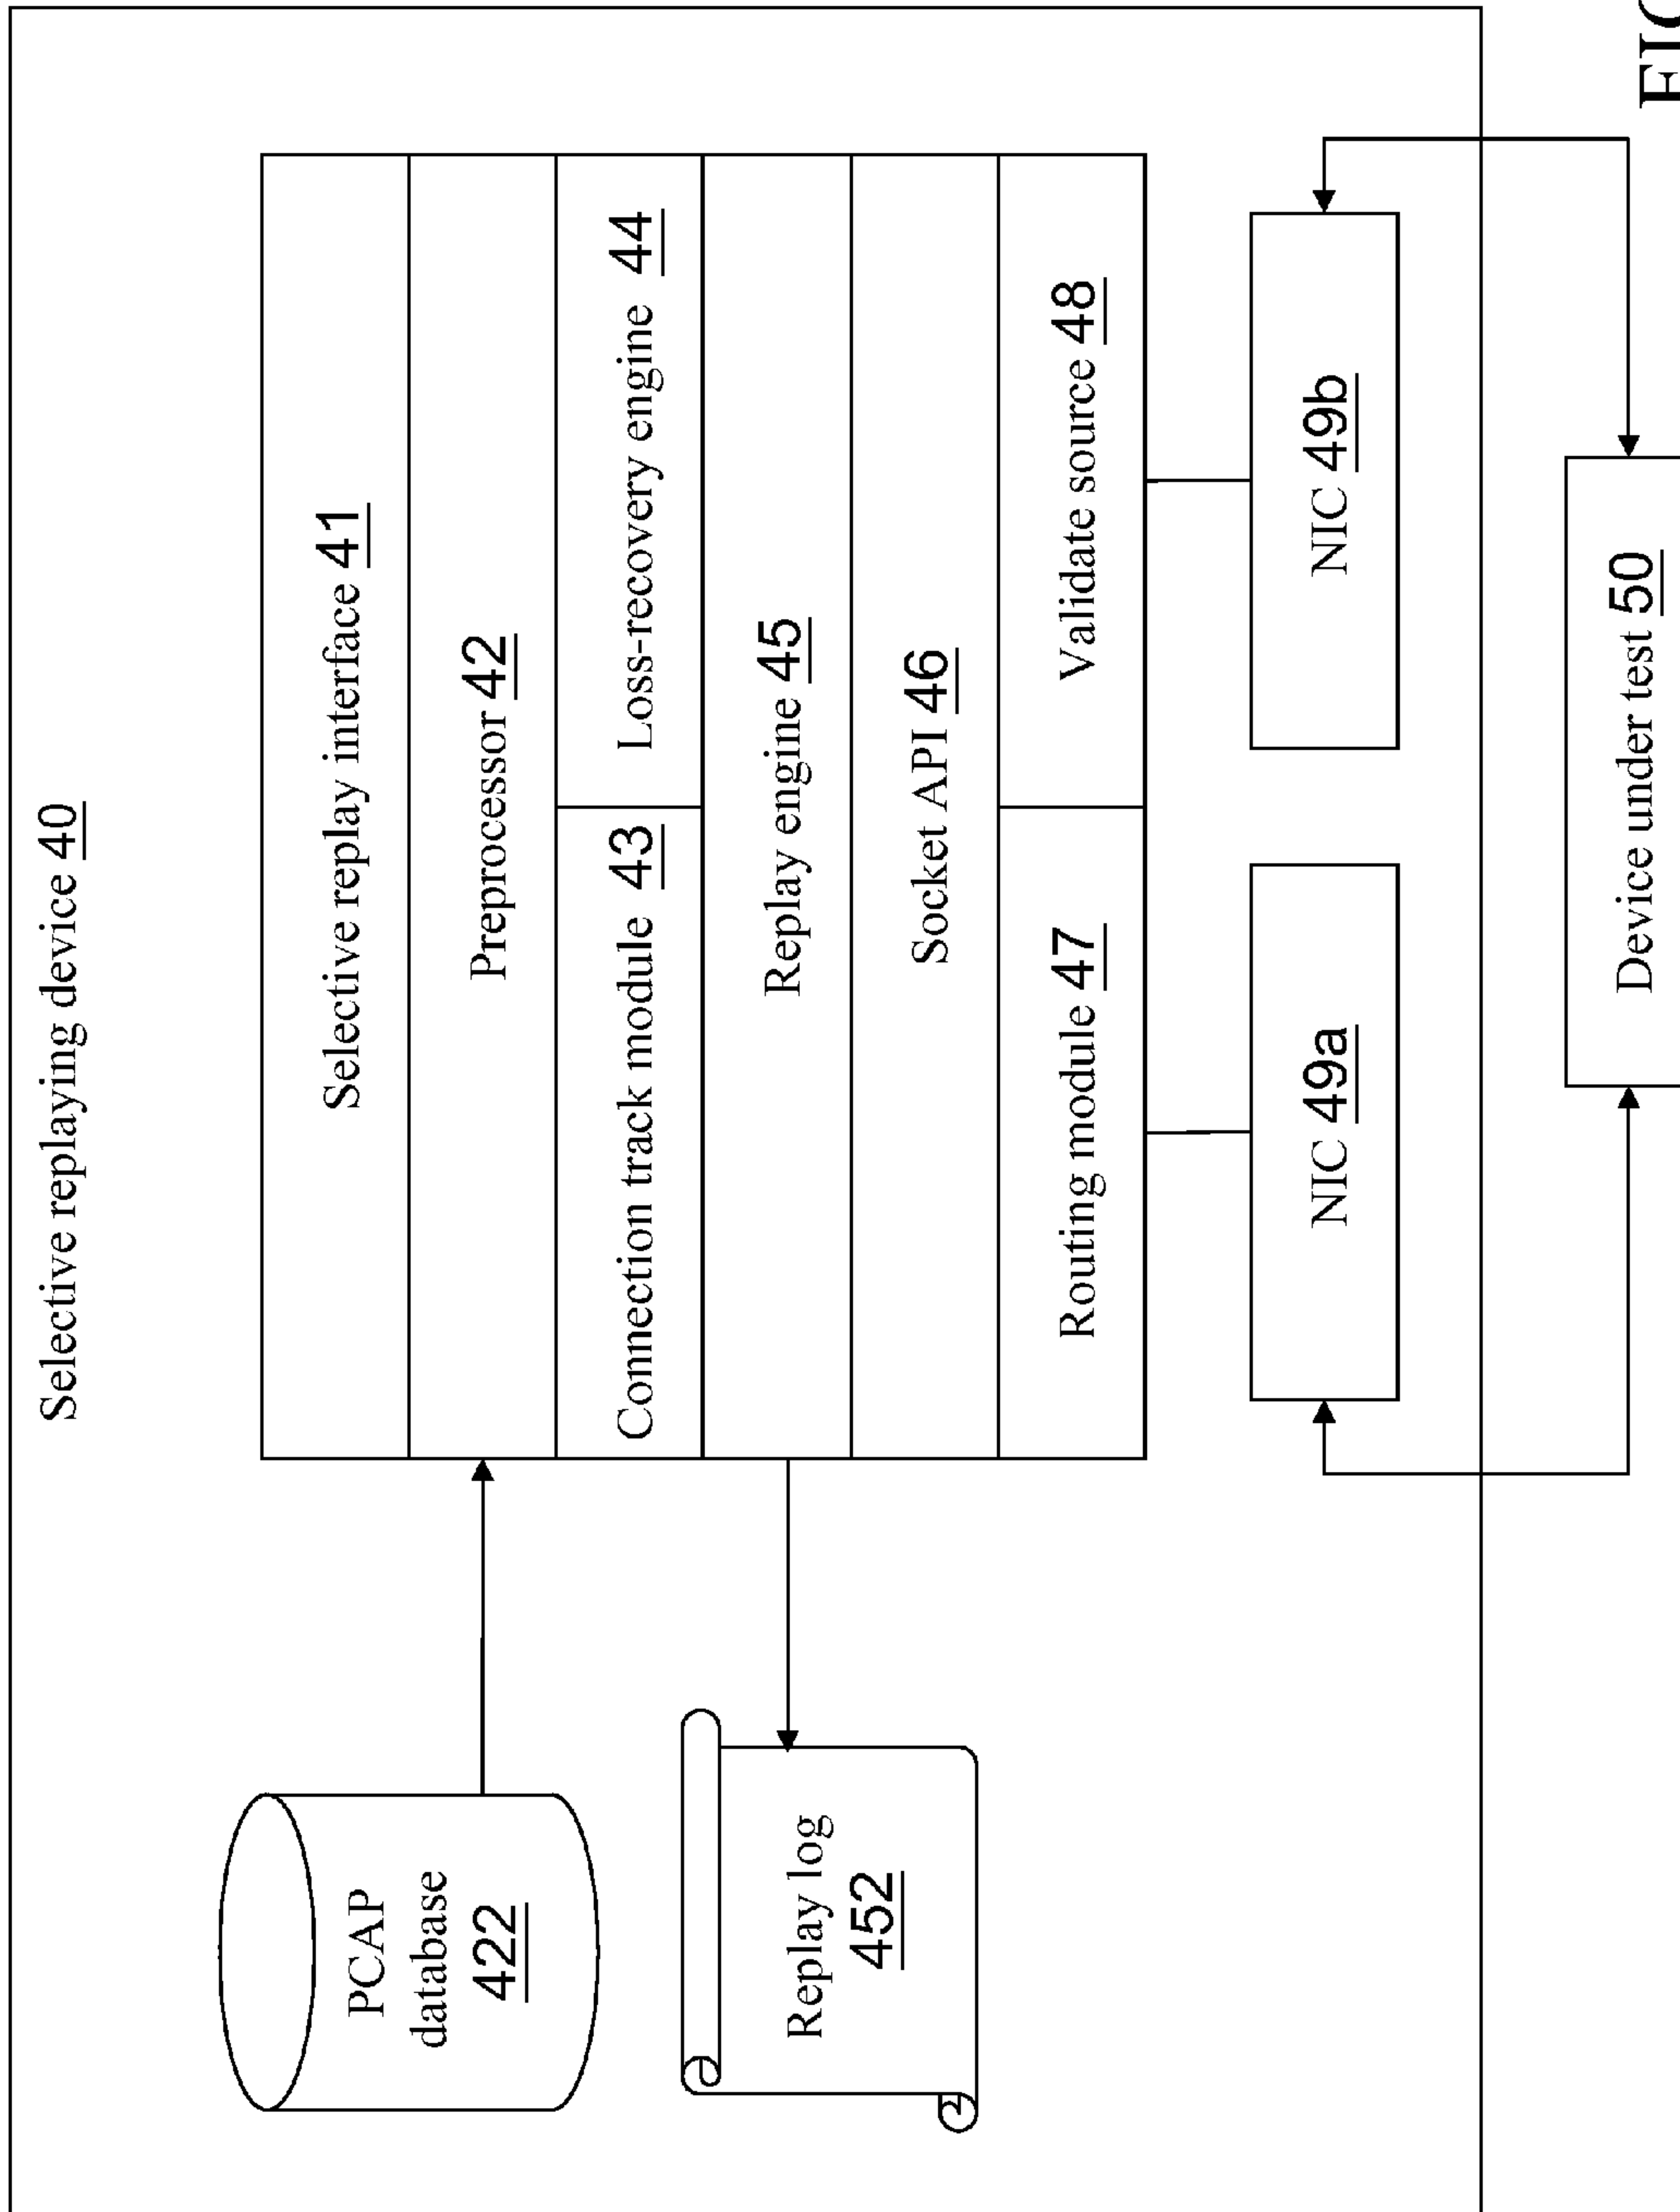 Selective replaying device 40
PCAP
database
422
Replay log
452
Selective replay interface 41
Preprocessor 42
Connection track module 43
Loss-recovery engine 44
Replay engine 45
Socket API 46
Routing module 47
Validate source 48
NIC 49a
NIC 49b
Device under test 50